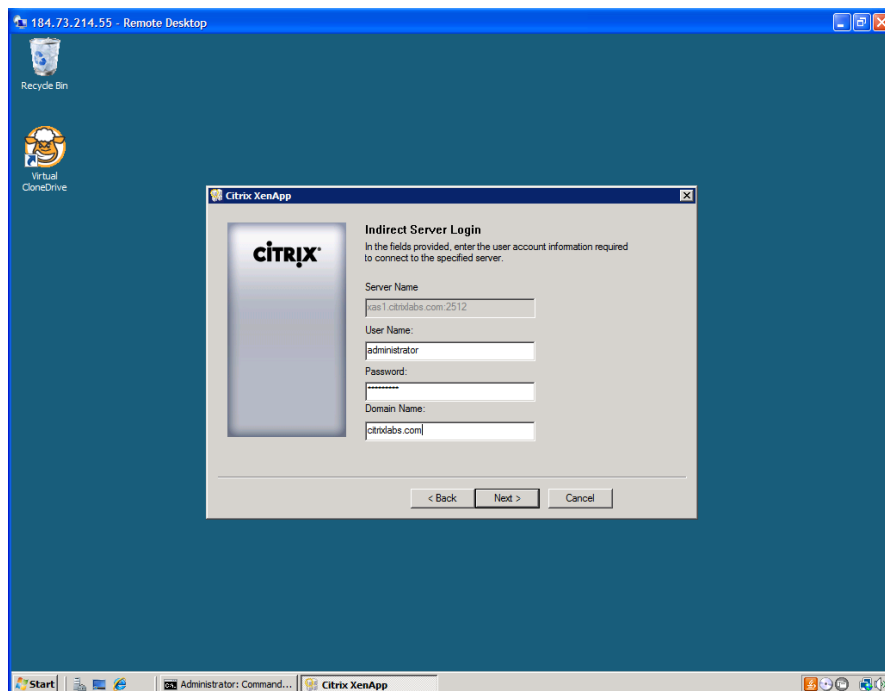 184.73.214.55 - Remote Desktop
Recycle Bin
Virtual
CloneDrive
Citrix XenApp
CITRIX
Indirect Server Login
In the fields provided, enter the user account information required
to connect to the specified server.
Server Name
xas1.citrixlabs.com:2512
User Name:
administrator
Password:
*********
Domain Name:
citrixlabs.com
< Back
Next >
Cancel
Start
Administrator: Command...
Citrix XenApp